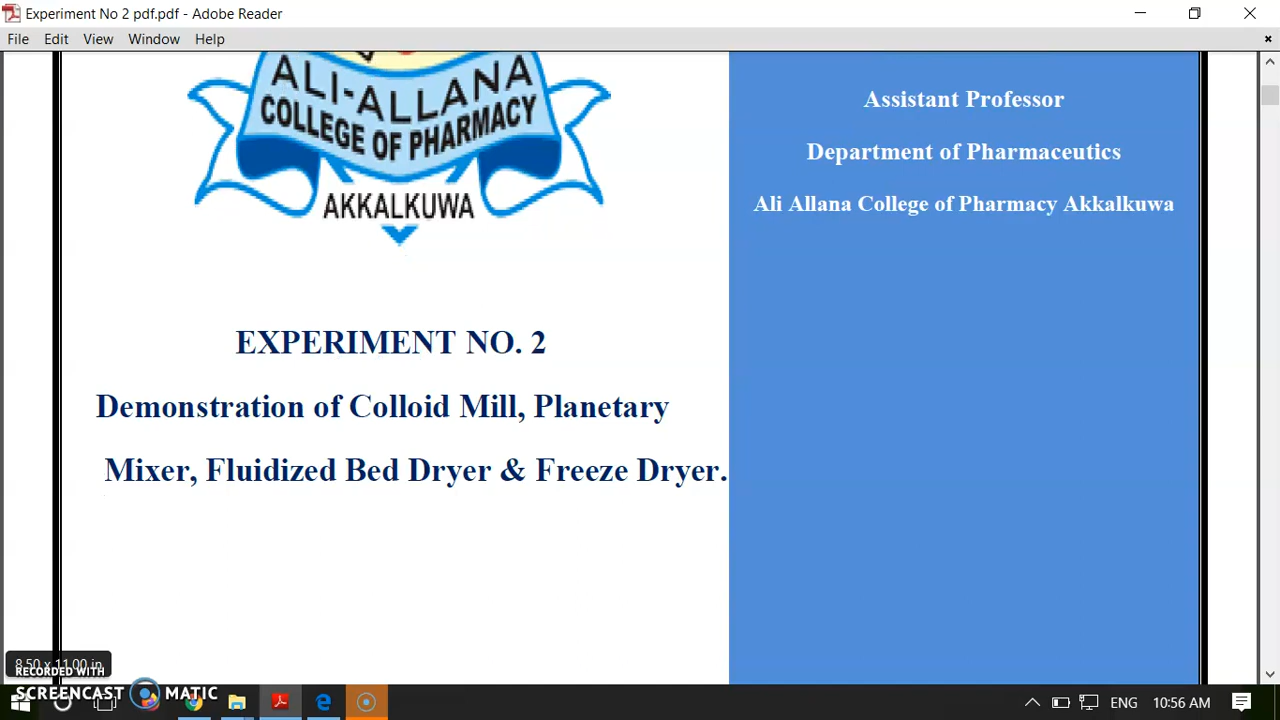 Experiment No 2 pdf.pdf - Adobe Reader
File Edit View Window Help
ALI-ALLANA
COLLEGE OF PHARMACY
AKKALKUWA
Assistant Professor
Department of Pharmaceutics
Ali Allana College of Pharmacy Akkalkuwa
EXPERIMENT NO. 2
Demonstration of Colloid Mill, Planetary
Mixer, Fluidized Bed Dryer & Freeze Dryer.
8.50 x 11.00 in
RECORDED WITH
SCREENCAST MATIC
ENG 10:56 AM